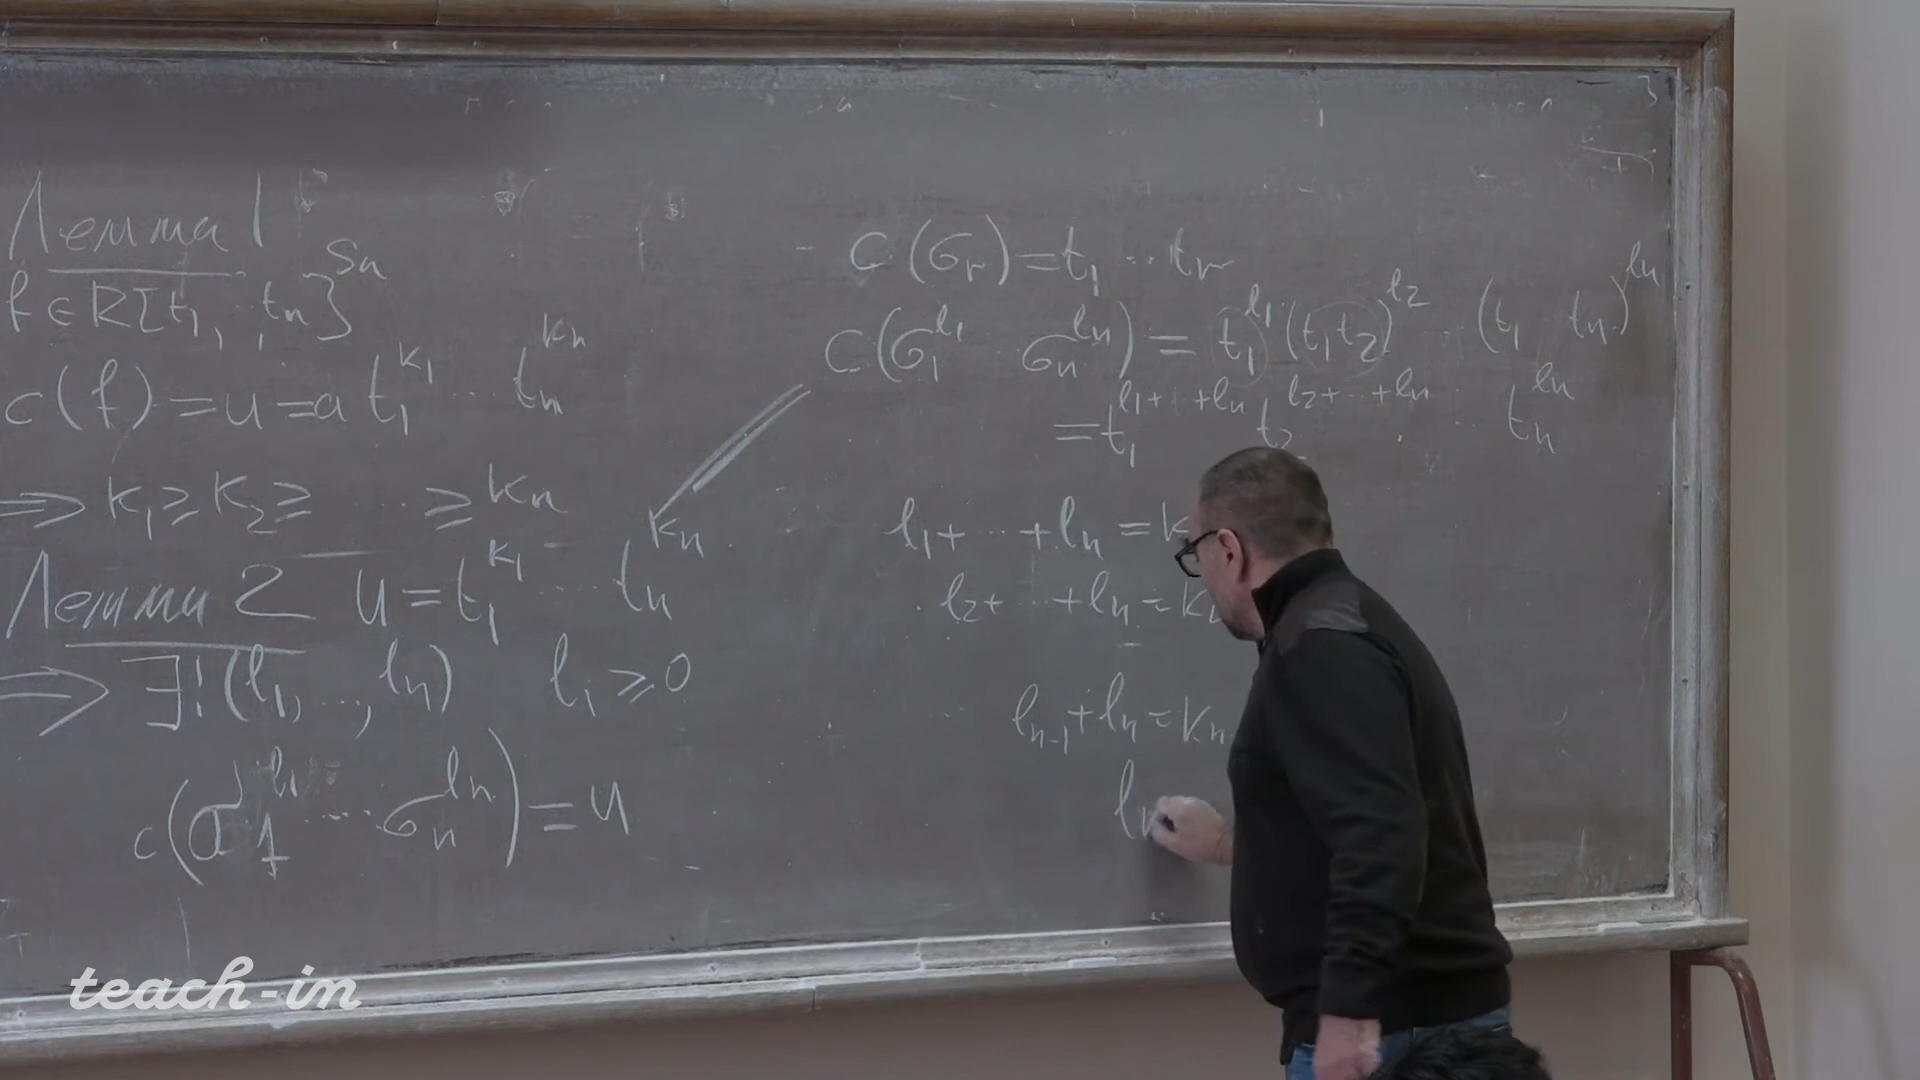 Лемма 1
f ∈ R[t₁, , tₙ]^{Sₙ}
c(f) = u = a t₁^{k₁} ... tₙ^{kₙ}
⇒ k₁ ≥ k₂ ≥ ... ≥ kₙ
Лемма 2 u = t₁^{k₁} ... tₙ^{kₙ}
⇒ ∃! (l₁, .., lₙ) l₁ ≥ 0
c(σ₁^{l₁} ... σₙ^{lₙ}) = u
c(σᵣ) = t₁ ... tᵣ
c(σ₁^{l₁} σₙ^{lₙ}) = t₁^{l₁} (t₁t₂)^{l₂} ... (t₁ tₙ)^{lₙ}
= t₁^{l₁+...+lₙ} t₂^{l₂+...+lₙ} ... tₙ^{lₙ}
l₁ + ... + lₙ = k
l₂ + ... + lₙ = k₂
lₙ₋₁ + lₙ = kₙ
lₙ
teach-in